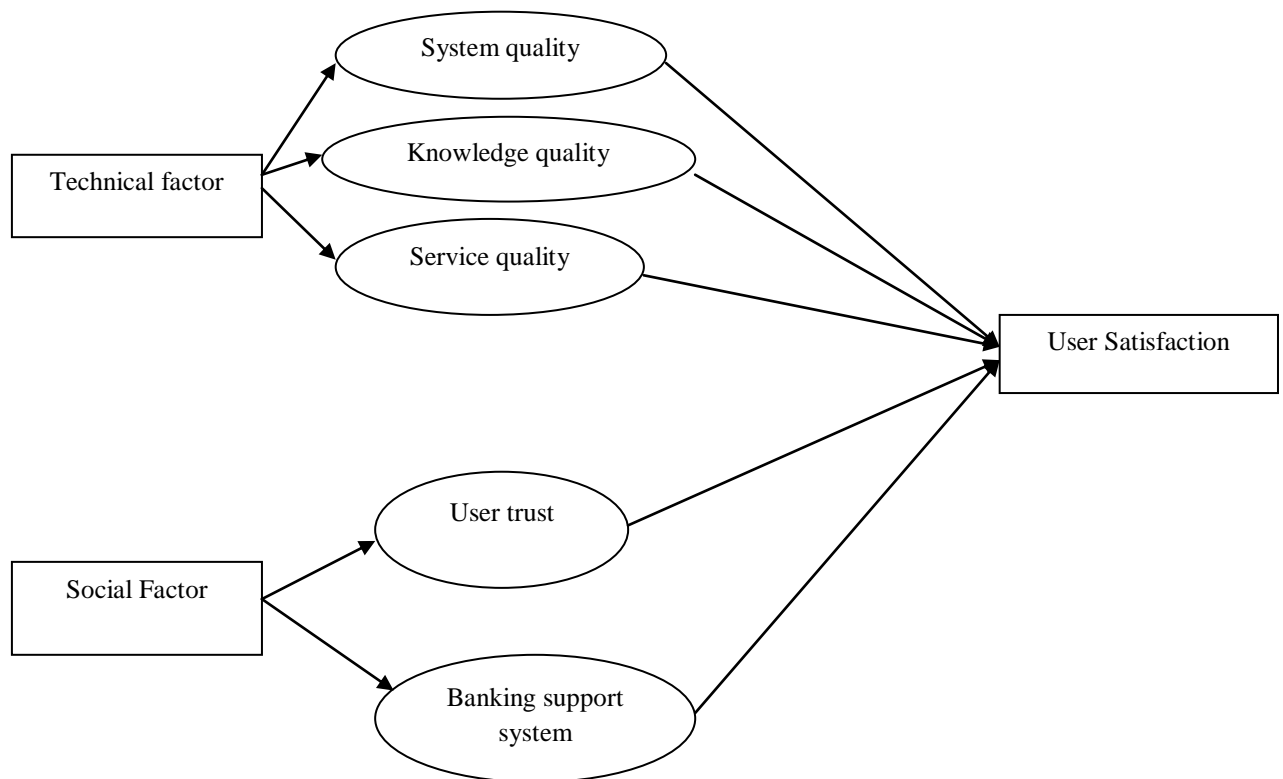 System quality
Knowledge quality
Technical factor
Service quality
User Satisfaction
User trust
Social Factor
Banking support
system